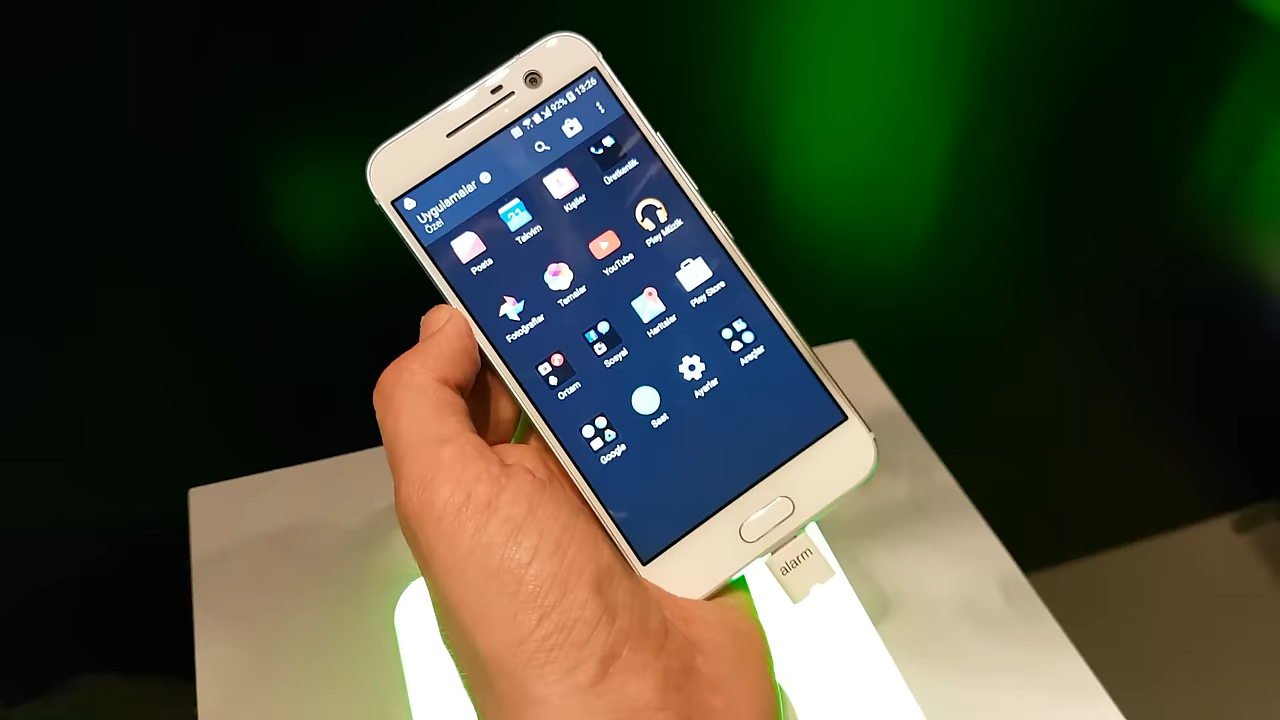 92% 13:26
Uygulamalar
Özel
Posta
Takvim
21
Kişiler
Üretkenlik
Fotoğraflar
Temalar
YouTube
Play Müzik
Ortam
Sosyal
Haritalar
Play Store
Google
Saat
Ayarlar
Araçlar
alarm